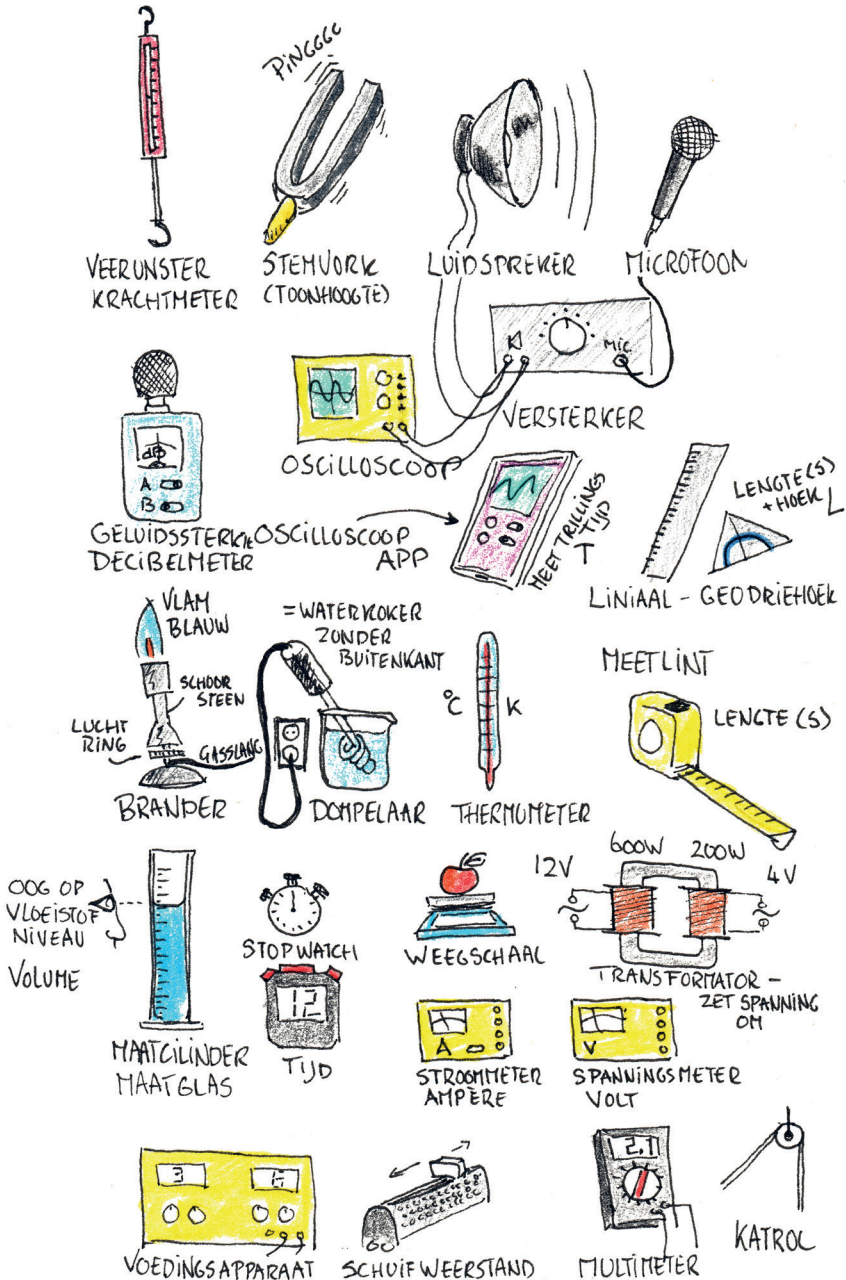 PINGGGG
VEERUNSTER
KRACHTMETER
STEMVORK
(TOONHOOGTE)
LUIDSPREKER
MICROFOON
MIC
VERSTERKER
OSCILLOSCOOP
dB
A
B
GELUIDSSTERKTE
DECIBELMETER
OSCILLOSCOOP
APP
MEET TRILLINGS
TIJD
T
LENGTE (S)
+ HOEK L
LINIAAL - GEODRIEHOEK
VLAM
BLAUW
SCHOOR
STEEN
LUCHT
RING
GASSLANG
BRANDER
= WATERKOKER
ZONDER
BUITENKANT
DOMPELAAR
°C
K
THERMOMETER
MEETLINT
LENGTE (S)
OOG OP
VLOEISTOF
NIVEAU
VOLUME
MAATCILINDER
MAATGLAS
STOPWATCH
12
TIJD
WEEGSCHAAL
600W 200W
12V 4V
TRANSFORMATOR -
ZET SPANNING
OM
A
STROOMMETER
AMPÈRE
V
SPANNINGSMETER
VOLT
3
VOEDINGSAPPARAAT
SCHUIFWEERSTAND
2.1
MULTIMETER
KATROL